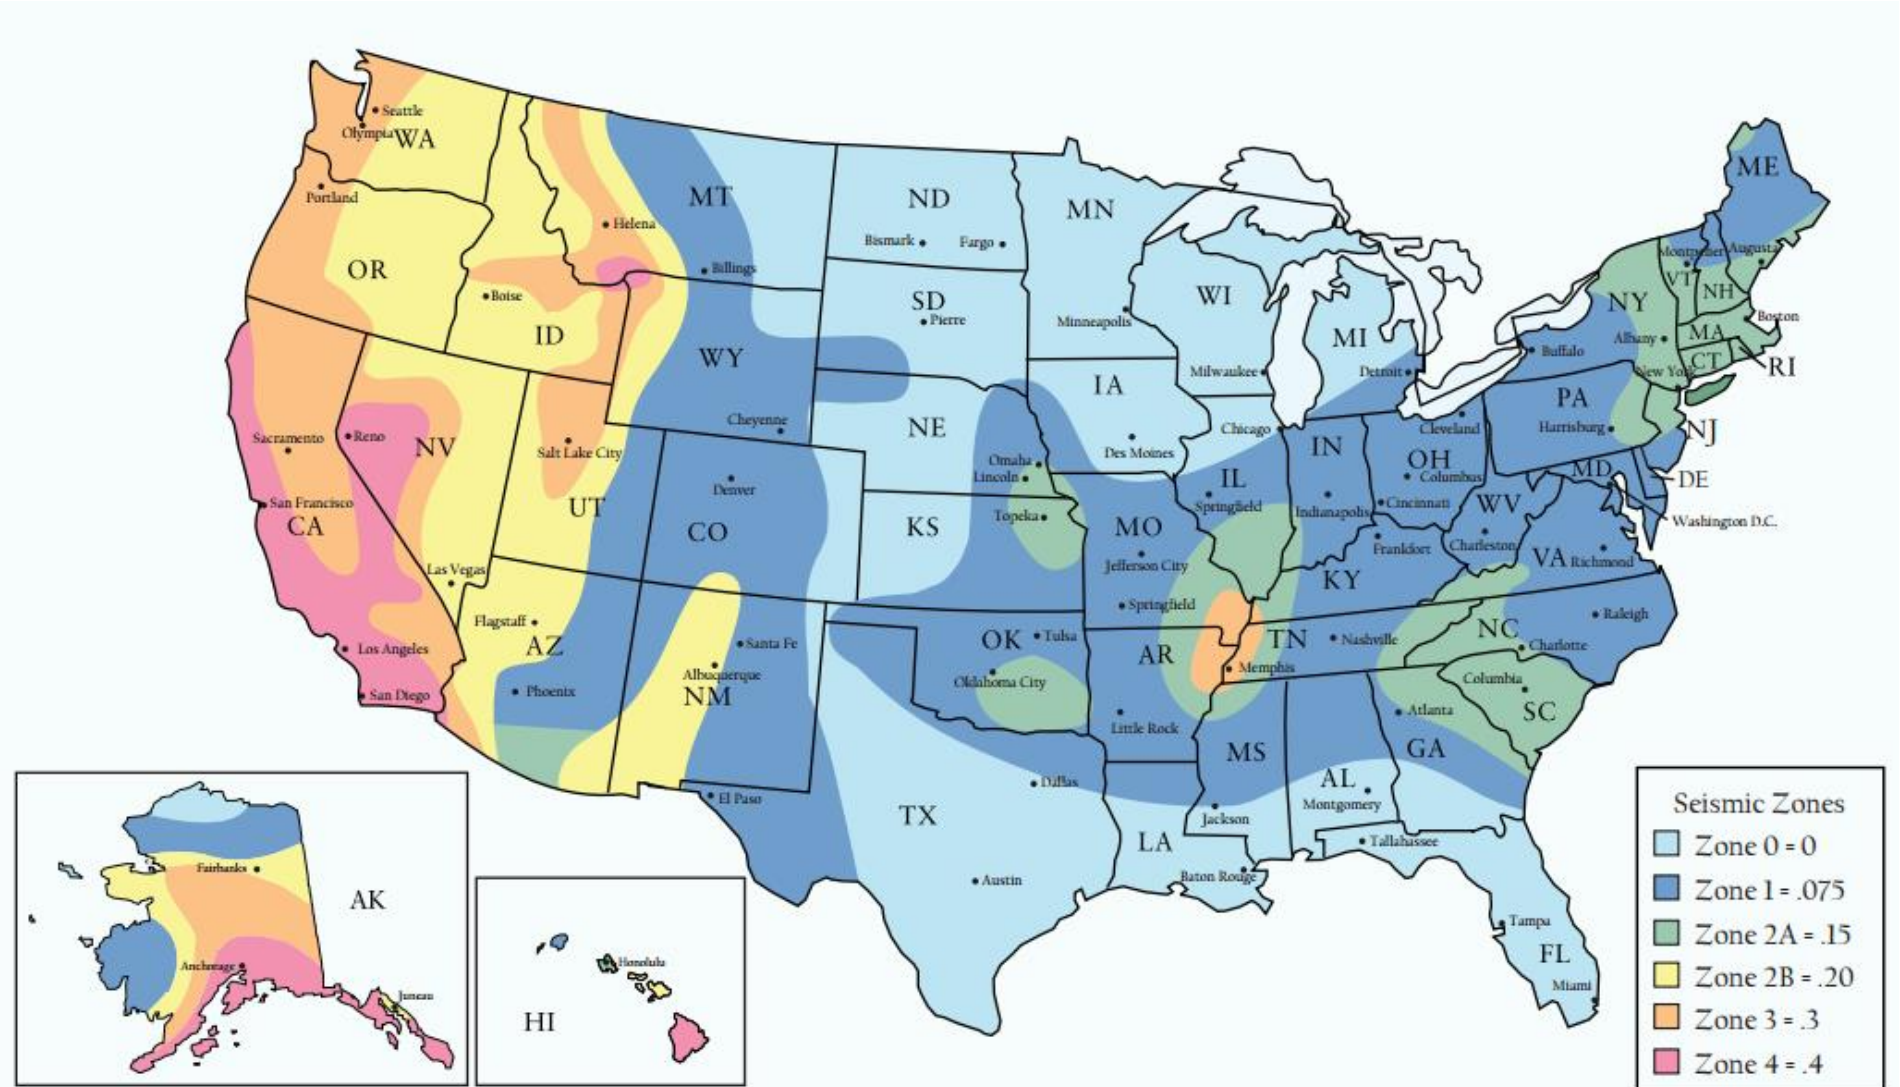 Seattle
Olympia
WA
Portland
OR
Boise
ID
Helena
MT
Billings
ND
Bismark
Fargo
MN
Minneapolis
SD
Pierre
WI
Milwaukee
MI
Detroit
WY
Cheyenne
NE
Omaha
Lincoln
IA
Des Moines
Chicago
IL
Springfield
IN
Indianapolis
OH
Cleveland
Columbus
Cincinnati
PA
Harrisburg
NY
Buffalo
Albany
New York
ME
Augusta
Montpelier
VT
NH
MA
Boston
CT
RI
NJ
DE
MD
Washington D.C.
WV
Charleston
VA
Richmond
KY
Frankfort
Sacramento
San Francisco
CA
Los Angeles
San Diego
Reno
NV
Las Vegas
Salt Lake City
UT
Denver
CO
KS
Topeka
MO
Jefferson City
Springfield
Flagstaff
AZ
Phoenix
Santa Fe
Albuquerque
NM
OK
Tulsa
Oklahoma City
AR
Little Rock
TN
Nashville
Memphis
NC
Raleigh
Charlotte
Columbia
SC
Atlanta
GA
MS
Jackson
AL
Montgomery
El Paso
TX
Dallas
Austin
LA
Baton Rouge
Tallahassee
Tampa
FL
Miami
Fairbanks
AK
Anchorage
Juneau
Honolulu
HI
Seismic Zones
Zone 0 = 0
Zone 1 = .075
Zone 2A = .15
Zone 2B = .20
Zone 3 = .3
Zone 4 = .4